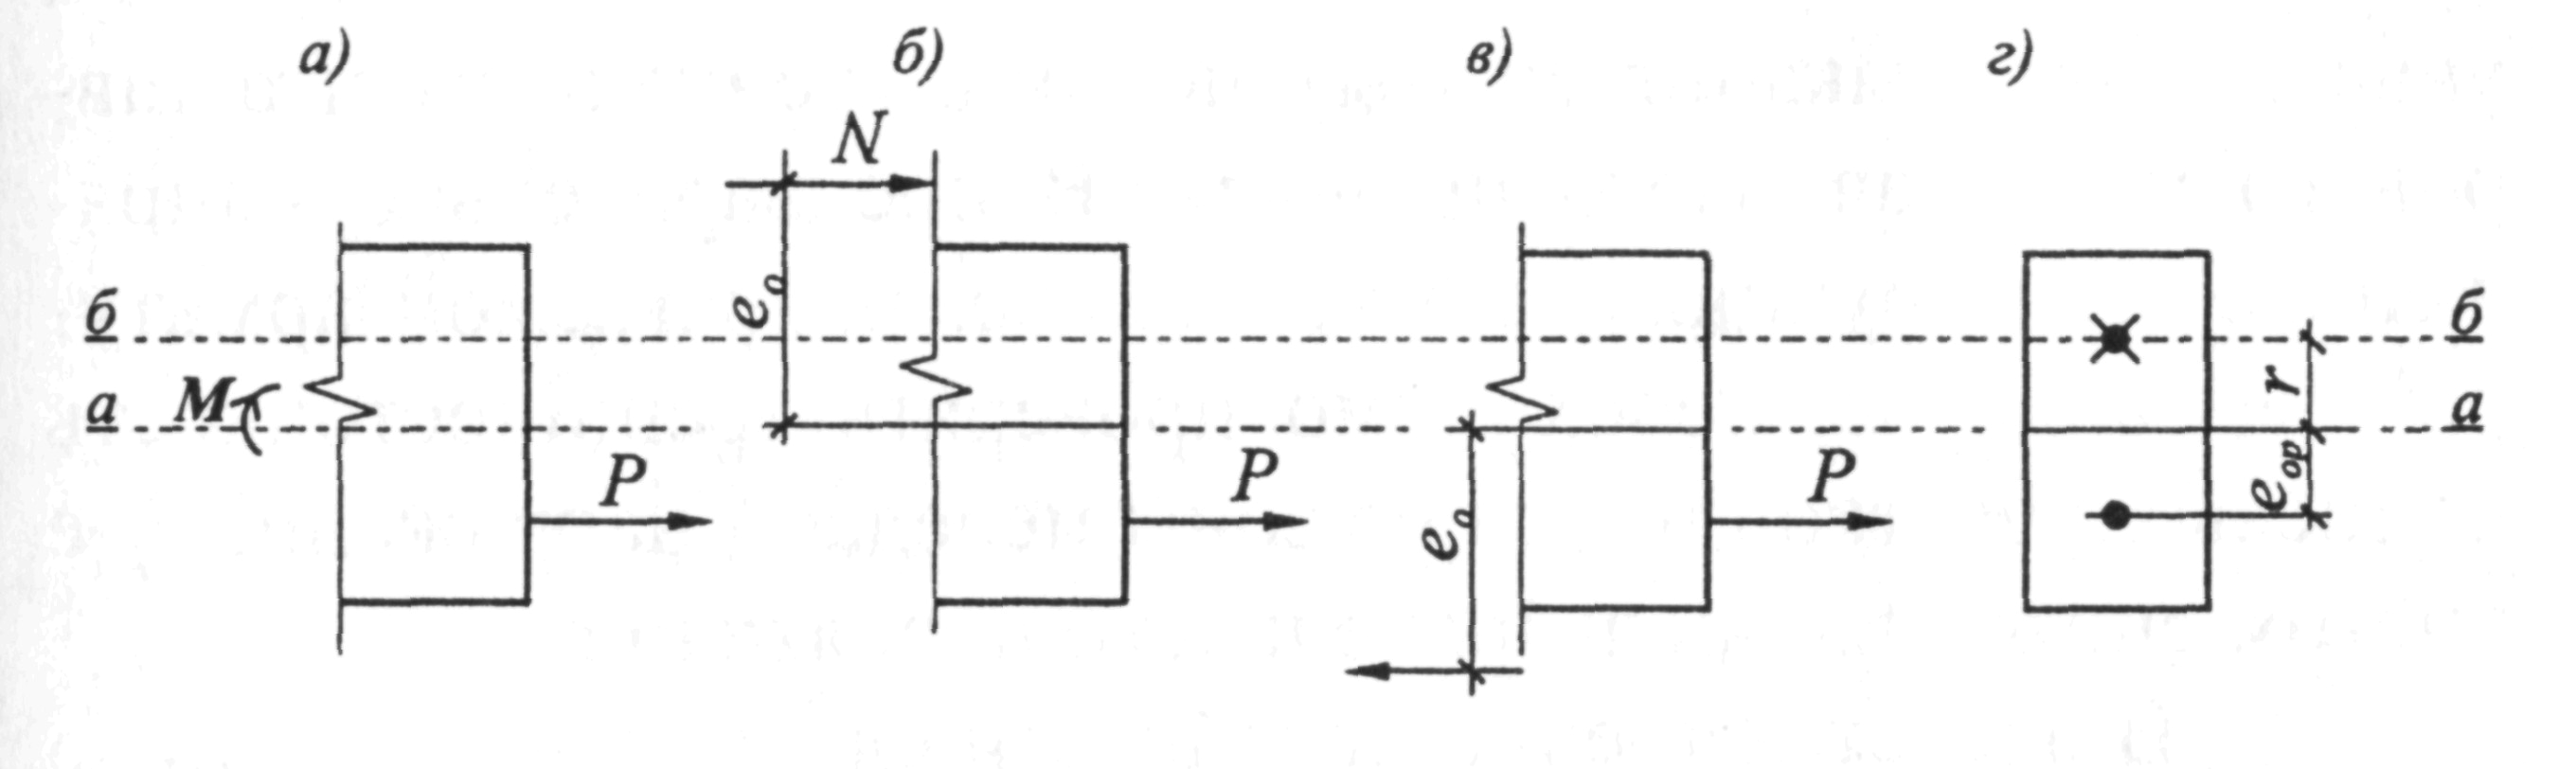 а) б) в) г)
N
б e₀ б
а M r а
P P P
e₀ eₒₚ